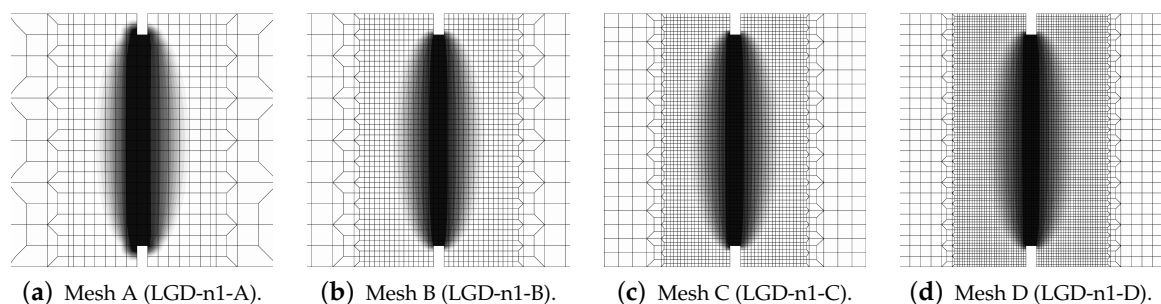 (a) Mesh A (LGD-n1-A).
(b) Mesh B (LGD-n1-B).
(c) Mesh C (LGD-n1-C).
(d) Mesh D (LGD-n1-D).